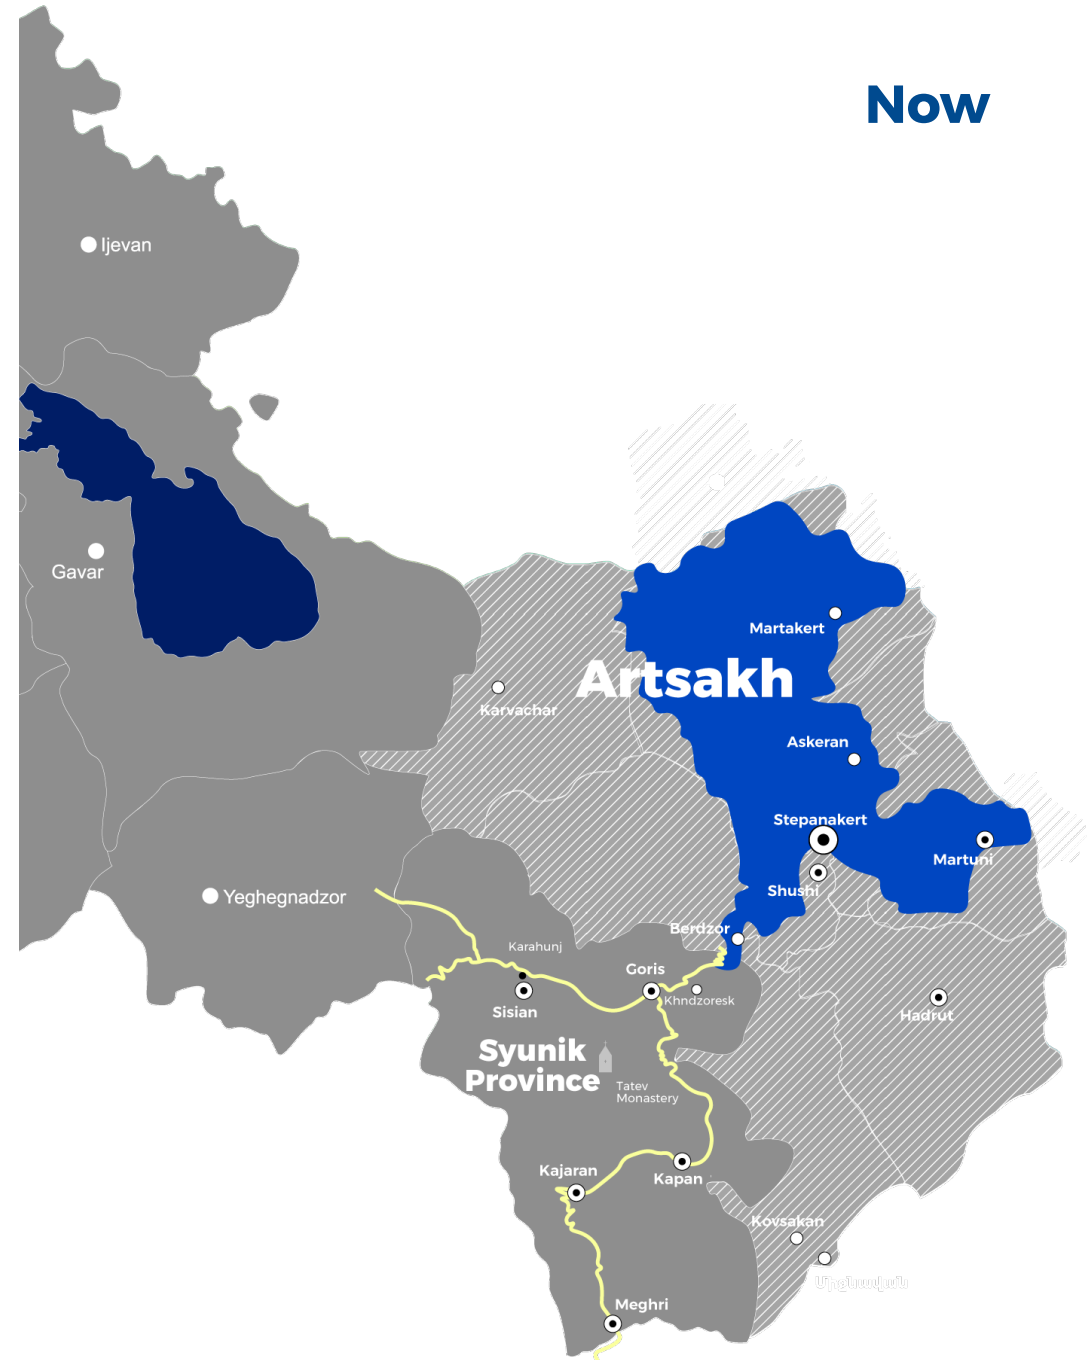 Now
Ijevan
Gavar
Martakert
Artsakh
Karvachar
Askeran
Stepanakert
Martuni
Shushi
Yeghegnadzor
Berdzor
Karahunj
Goris
Khndzoresk
Sisian
Hadrut
Syunik
Province
Tatev
Monastery
Kajaran
Kapan
Kovsakan
Միջնավան
Meghri